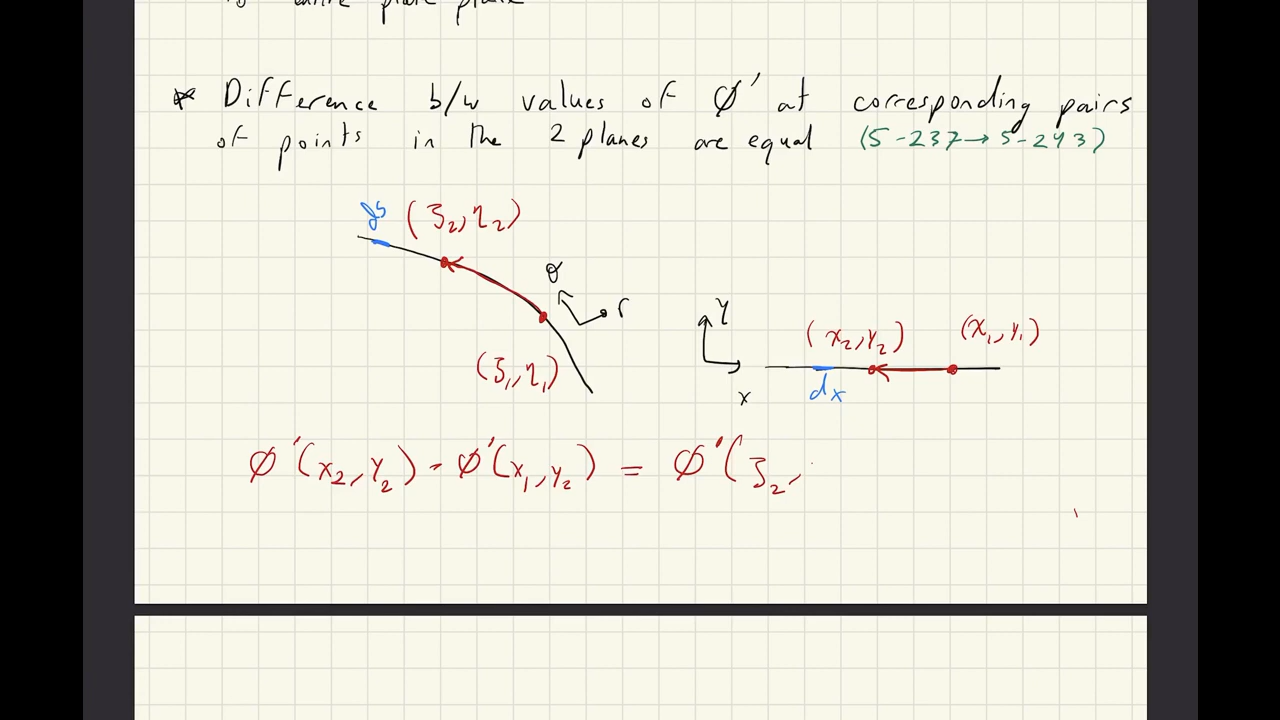 * Difference b/w values of ∅' at corresponding pairs
of points in the 2 planes are equal (5-237→5-243)
ds (ξ₂,η₂)
θ
r
(ξ₁,η₁)
y
x
(x₂,y₂)
(x₁,y₁)
dx
∅'(x₂,y₂) - ∅'(x₁,y₂) = ∅'(ξ₂,